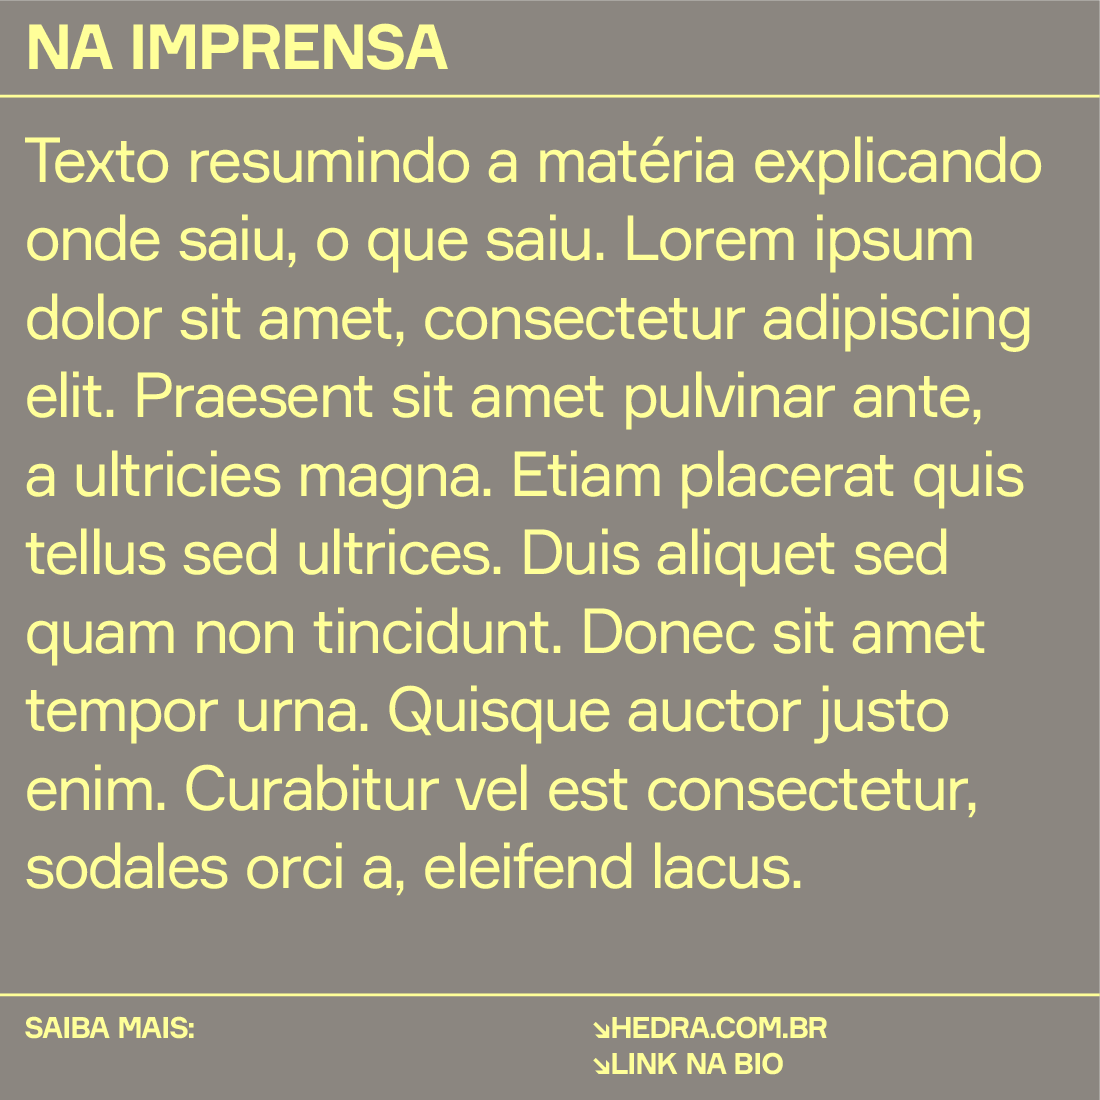 NA IMPRENSA
Texto resumindo a matéria explicando
onde saiu, o que saiu. Lorem ipsum
dolor sit amet, consectetur adipiscing
elit. Praesent sit amet pulvinar ante,
a ultricies magna. Etiam placerat quis
tellus sed ultrices. Duis aliquet sed
quam non tincidunt. Donec sit amet
tempor urna. Quisque auctor justo
enim. Curabitur vel est consectetur,
sodales orci a, eleifend lacus.
SAIBA MAIS:
↘HEDRA.COM.BR
↘LINK NA BIO